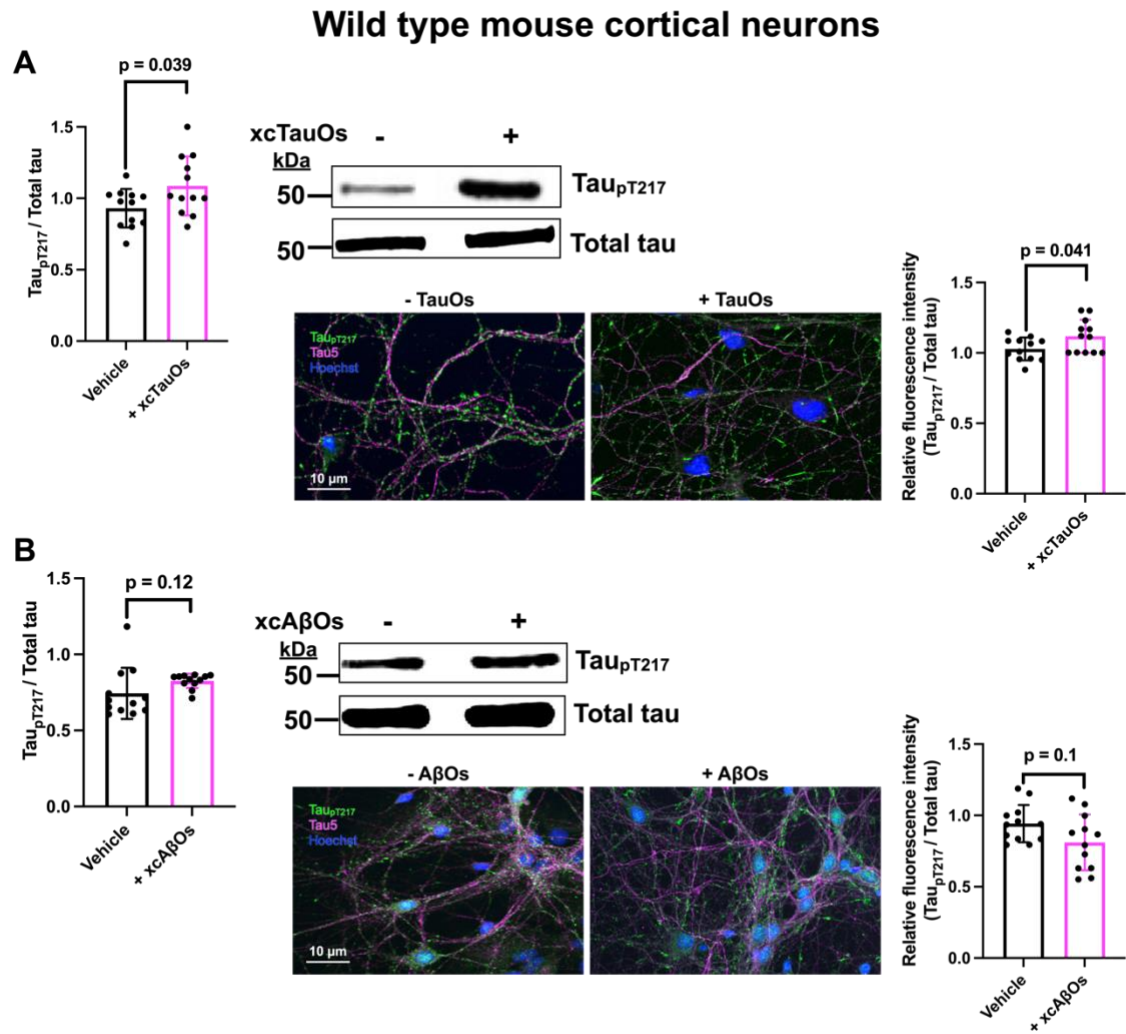 Wild type mouse cortical neurons
A
p = 0.039
TaupT217 / Total tau
1.5
1.0
0.5
0.0
Vehicle
+ xcTauOs
xcTauOs - +
kDa
50
TaupT217
50
Total tau
- TauOs
+ TauOs
TaupT217
Tau5
Hoechst
10 µm
p = 0.041
Relative fluorescence intensity
(TaupT217 / Total tau)
1.5
1.0
0.5
0.0
Vehicle
+ xcTauOs
B
p = 0.12
TaupT217 / Total tau
1.5
1.0
0.5
0.0
Vehicle
+ xcAβOs
xcAβOs - +
kDa
50
TaupT217
50
Total tau
- AβOs
+ AβOs
TaupT217
Tau5
Hoechst
10 µm
p = 0.1
Relative fluorescence intensity
(TaupT217 / Total tau)
1.5
1.0
0.5
0.0
Vehicle
+ xcAβOs